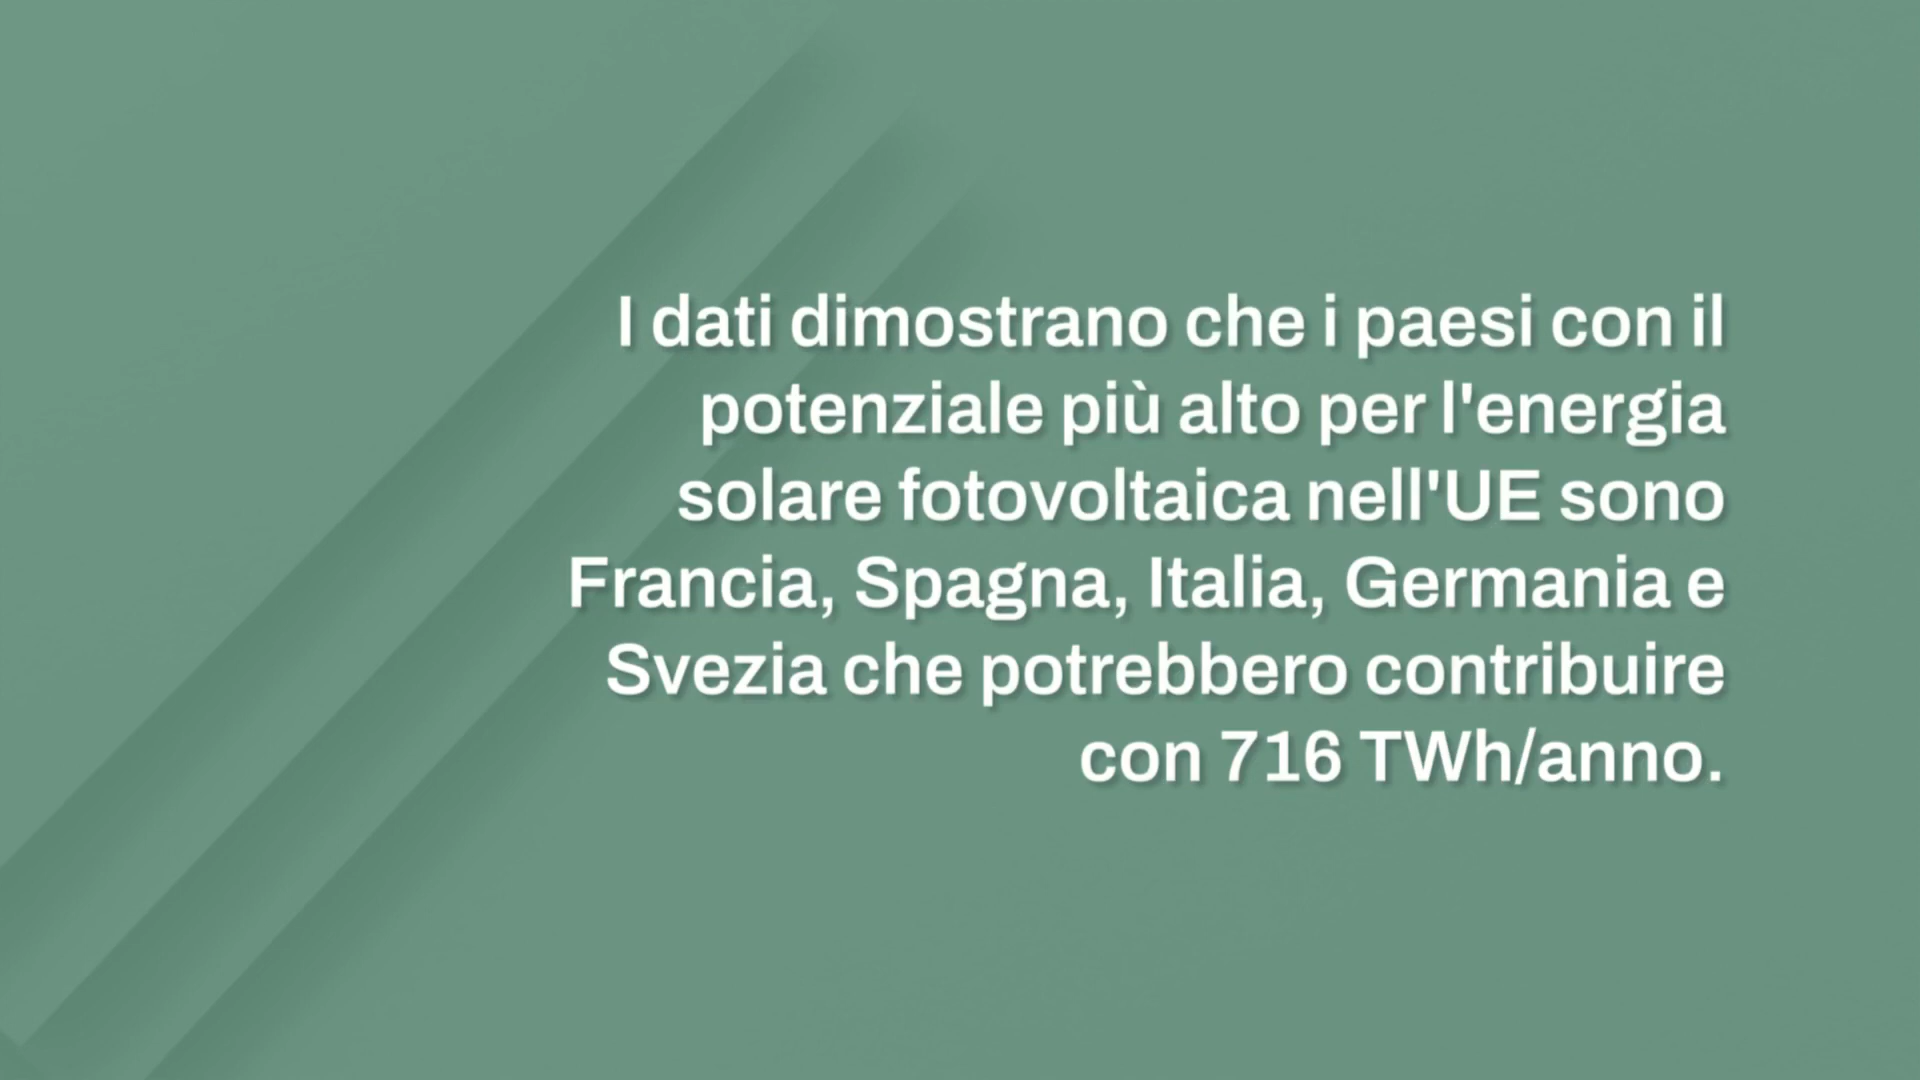 I dati dimostrano che i paesi con il
potenziale più alto per l'energia
solare fotovoltaica nell'UE sono
Francia, Spagna, Italia, Germania e
Svezia che potrebbero contribuire
con 716 TWh/anno.